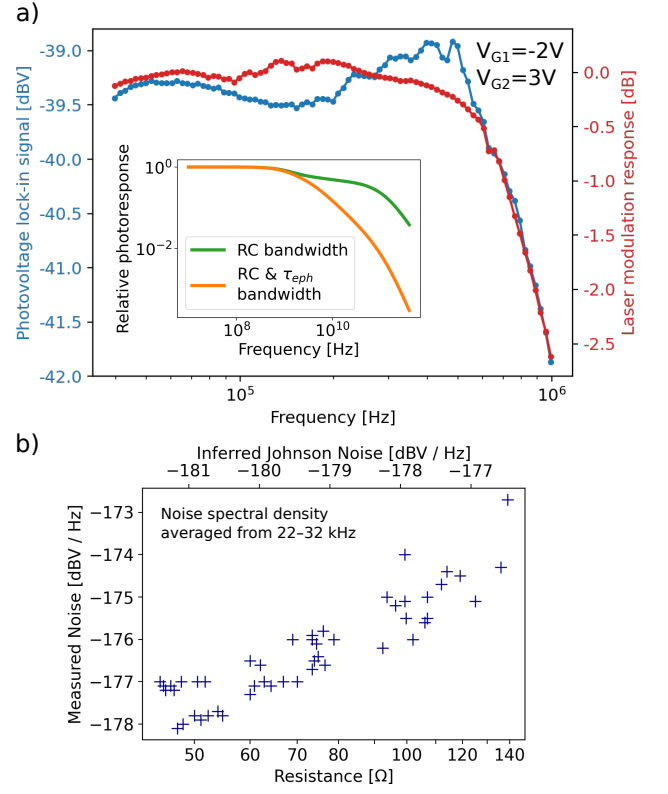 a)
V_G1=-2V
V_G2=3V
Photovoltage lock-in signal [dBV]
-39.0
-39.5
-40.0
-40.5
-41.0
-41.5
-42.0
Laser modulation response [dB]
0.0
-0.5
-1.0
-1.5
-2.0
-2.5
Relative photoresponse
10^0
10^−2
RC bandwidth
RC & τ_eph
bandwidth
10^8
10^10
Frequency [Hz]
10^5
10^6
Frequency [Hz]
b)
Inferred Johnson Noise [dBV / Hz]
−181 −180 −179 −178 −177
Measured Noise [dBV / Hz]
−173
−174
−175
−176
−177
−178
Noise spectral density
averaged from 22–32 kHz
50 60 70 80 100 120 140
Resistance [Ω]